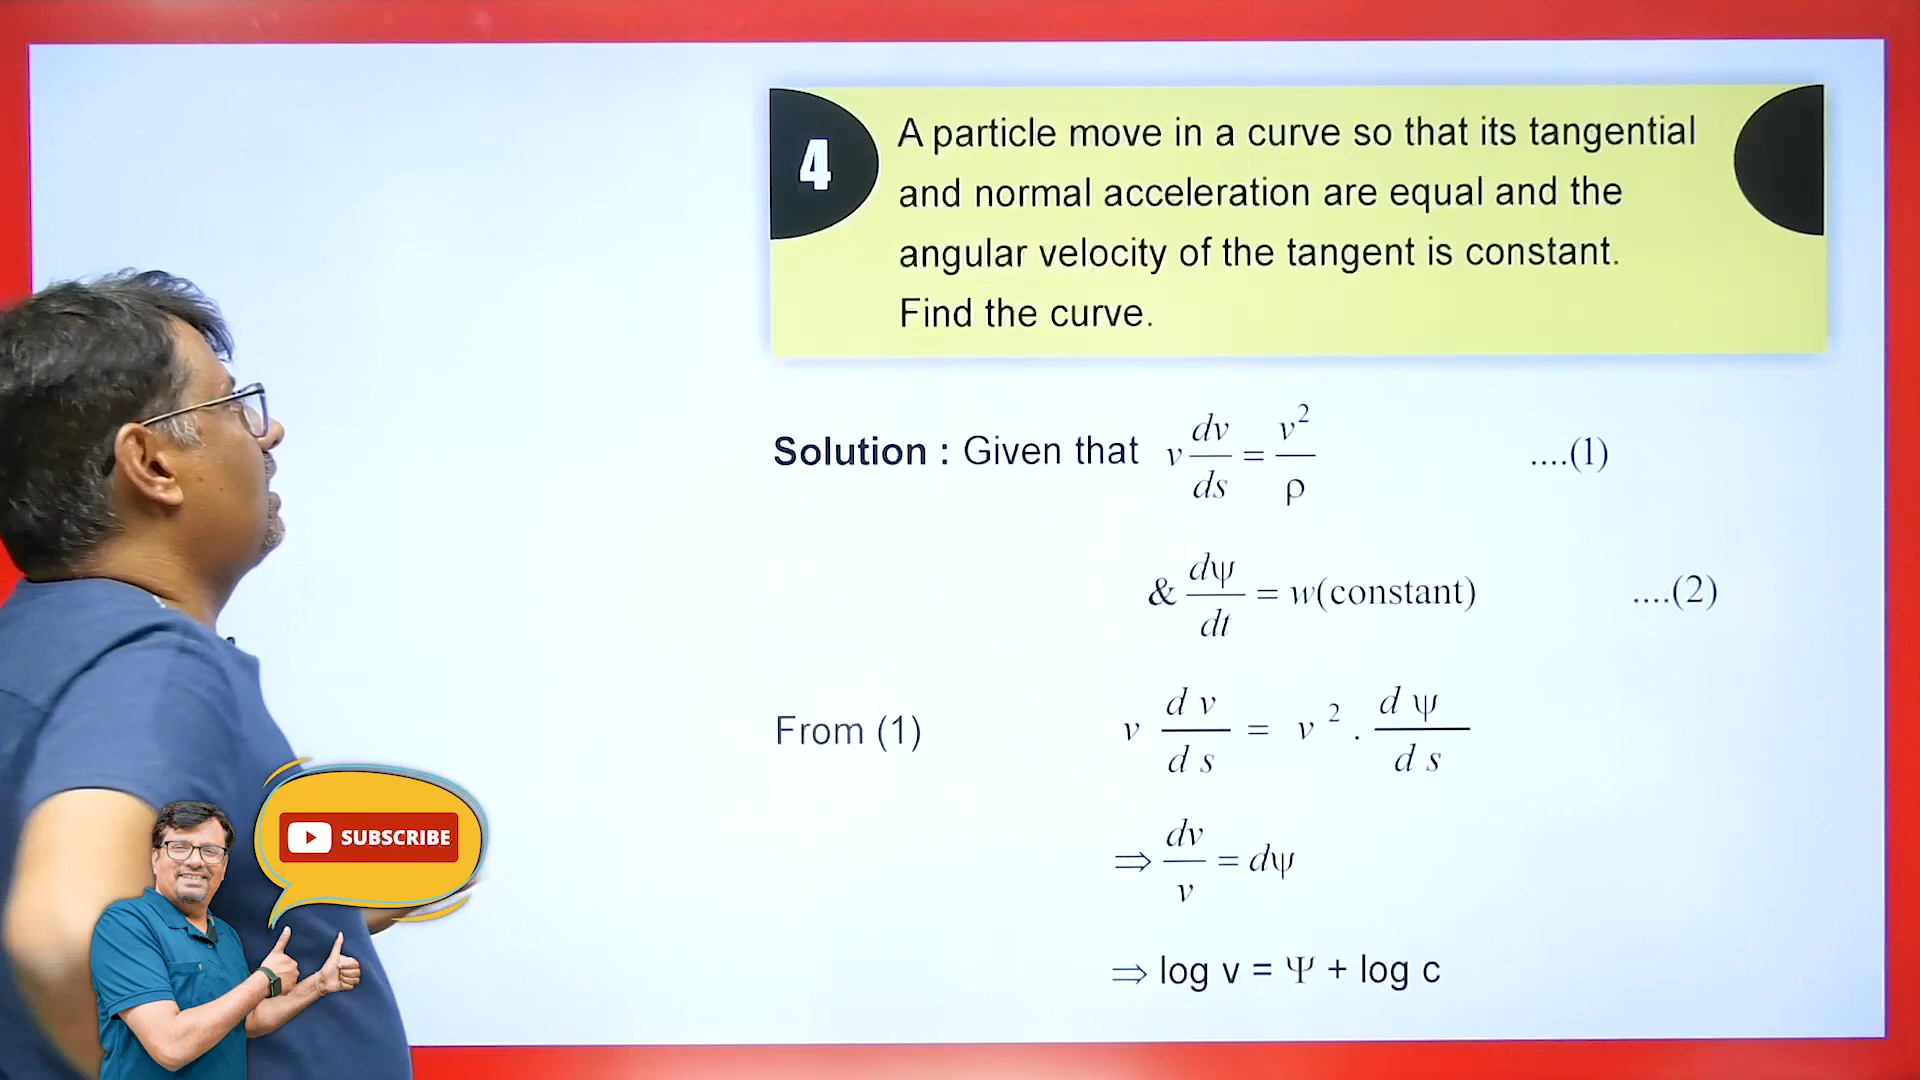 4
A particle move in a curve so that its tangential
and normal acceleration are equal and the
angular velocity of the tangent is constant.
Find the curve.
Solution : Given that v dv/ds = v²/ρ ....(1)
& dψ/dt = w(constant) ....(2)
From (1) v dv/ds = v² . dψ/ds
⇒ dv/v = dψ
⇒ log v = Ψ + log c
SUBSCRIBE